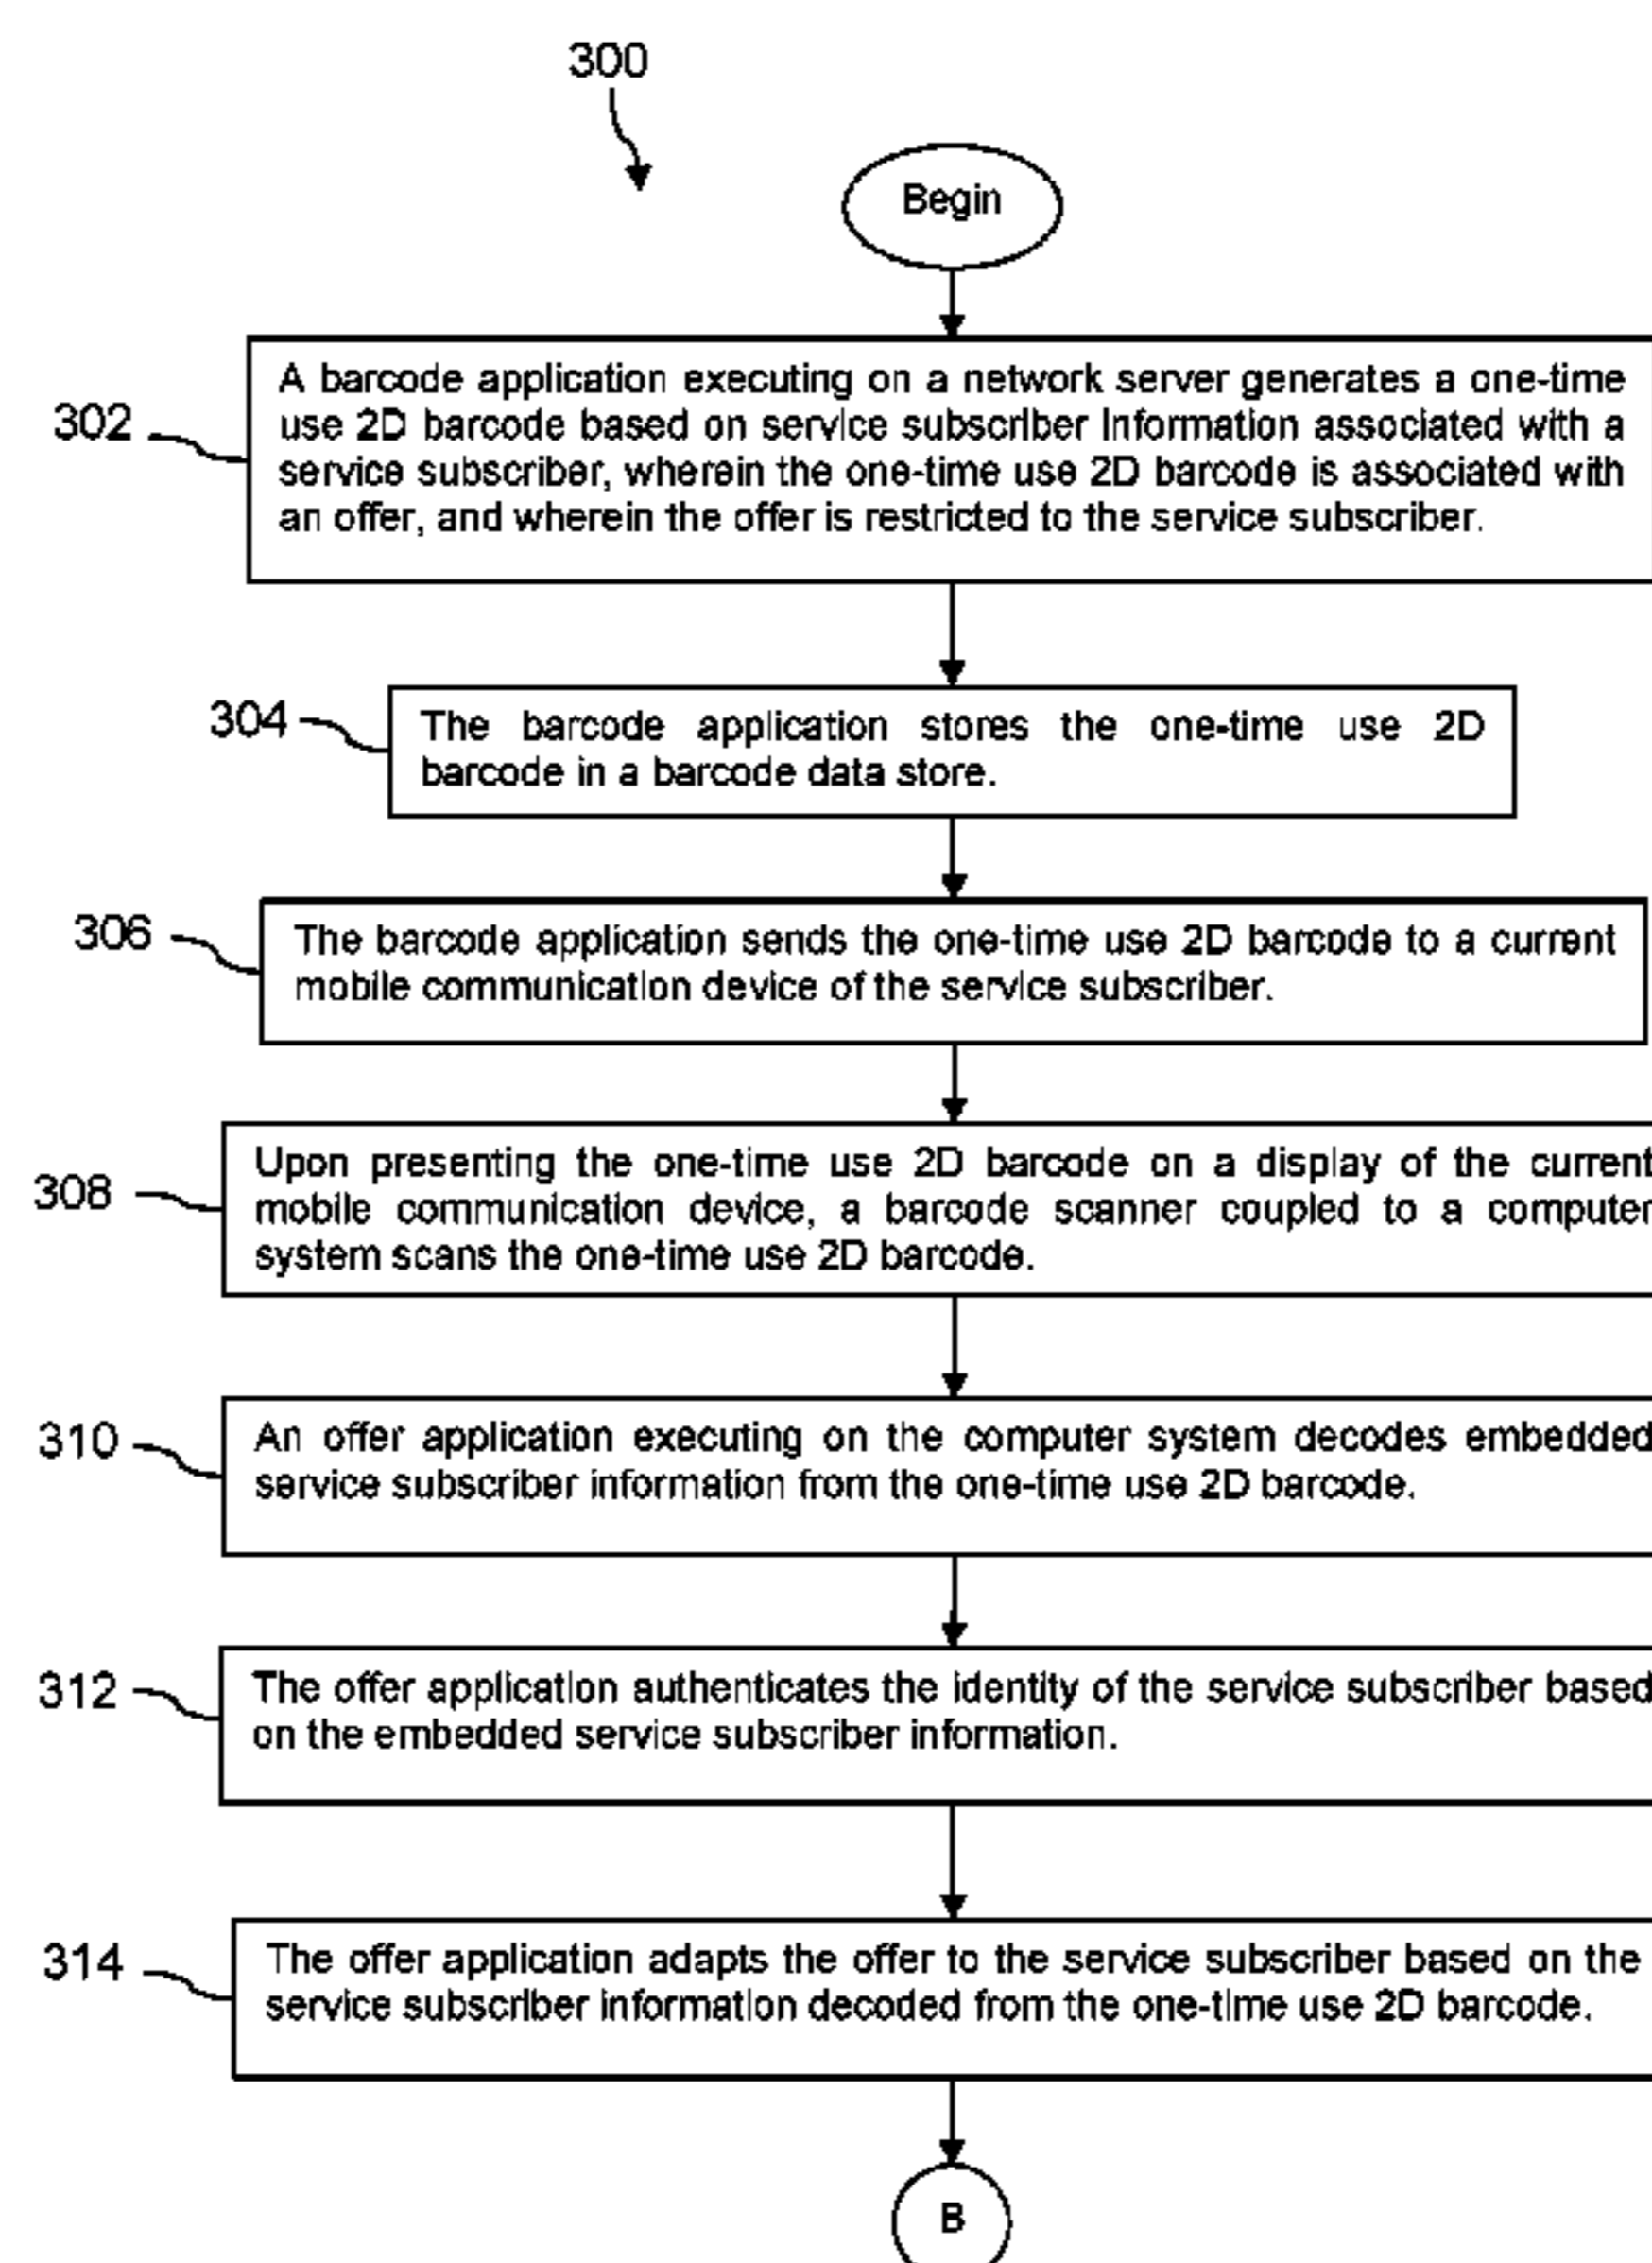 300
Begin
302
A barcode application executing on a network server generates a one-time
use 2D barcode based on service subscriber information associated with a
service subscriber, wherein the one-time use 2D barcode is associated with
an offer, and wherein the offer is restricted to the service subscriber.
304
The barcode application stores the one-time use 2D
barcode in a barcode data store.
306
The barcode application sends the one-time use 2D barcode to a current
mobile communication device of the service subscriber.
308
Upon presenting the one-time use 2D barcode on a display of the current
mobile communication device, a barcode scanner coupled to a computer
system scans the one-time use 2D barcode.
310
An offer application executing on the computer system decodes embedded
service subscriber information from the one-time use 2D barcode.
312
The offer application authenticates the identity of the service subscriber based
on the embedded service subscriber information.
314
The offer application adapts the offer to the service subscriber based on the
service subscriber information decoded from the one-time use 2D barcode.
B